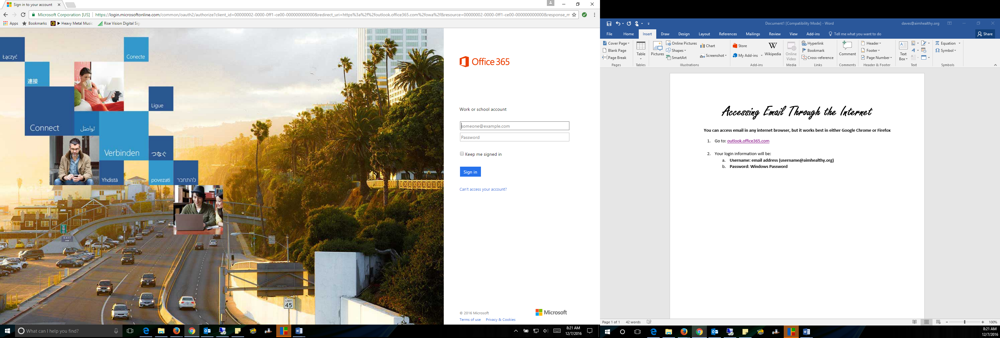 Sign in to your account
Microsoft Corporation [US]
https://login.microsoftonline.com/common/oauth2/authorize?client_id=00000002-0000-0ff1-ce00-000000000000&redirect_uri=https%3a%2f%2foutlook.office365.com%2fowa%2f&resource=00000002-0000-0ff1-ce00-000000000000&response_m
Apps
Bookmarks
Heavy Metal Music
Rise Vision Digital Sig
Łączyć
Conecte
連接
Ligue
Connect
تواصَل
Verbinden
つなぐ
Yhdistä
povezati
להתחבר
EXIT
LIMIT
45
Office 365
Work or school account
someone@example.com
Password
Keep me signed in
Sign in
Can't access your account?
© 2016 Microsoft
Microsoft
Terms of use
Privacy & Cookies
What can I help you find?
8:21 AM
12/7/2016
Document1 [Compatibility Mode] - Word
daves@aimhealthy.org
File Home Insert Draw Design Layout References Mailings Review View Add-ins Tell me what you want to do Share
Cover Page
Blank Page
Page Break
Pages
Table
Tables
Pictures
Online Pictures
Shapes
SmartArt
Chart
Screenshot
Illustrations
Store
My Add-ins
Wikipedia
Add-ins
Online Video
Media
Hyperlink
Bookmark
Cross-reference
Links
Comment
Comments
Header
Footer
Page Number
Header & Footer
Text Box
Text
Equation
Symbol
Symbols
Accessing Email Through the Internet
You can access email in any internet browser, but it works best in either Google Chrome or Firefox
1. Go to: outlook.office365.com
2. Your login information will be:
a. Username: email address (username@aimhealthy.org)
b. Password: Windows Password
Page 1 of 1
42 words
100%
8:21 AM
12/7/2016